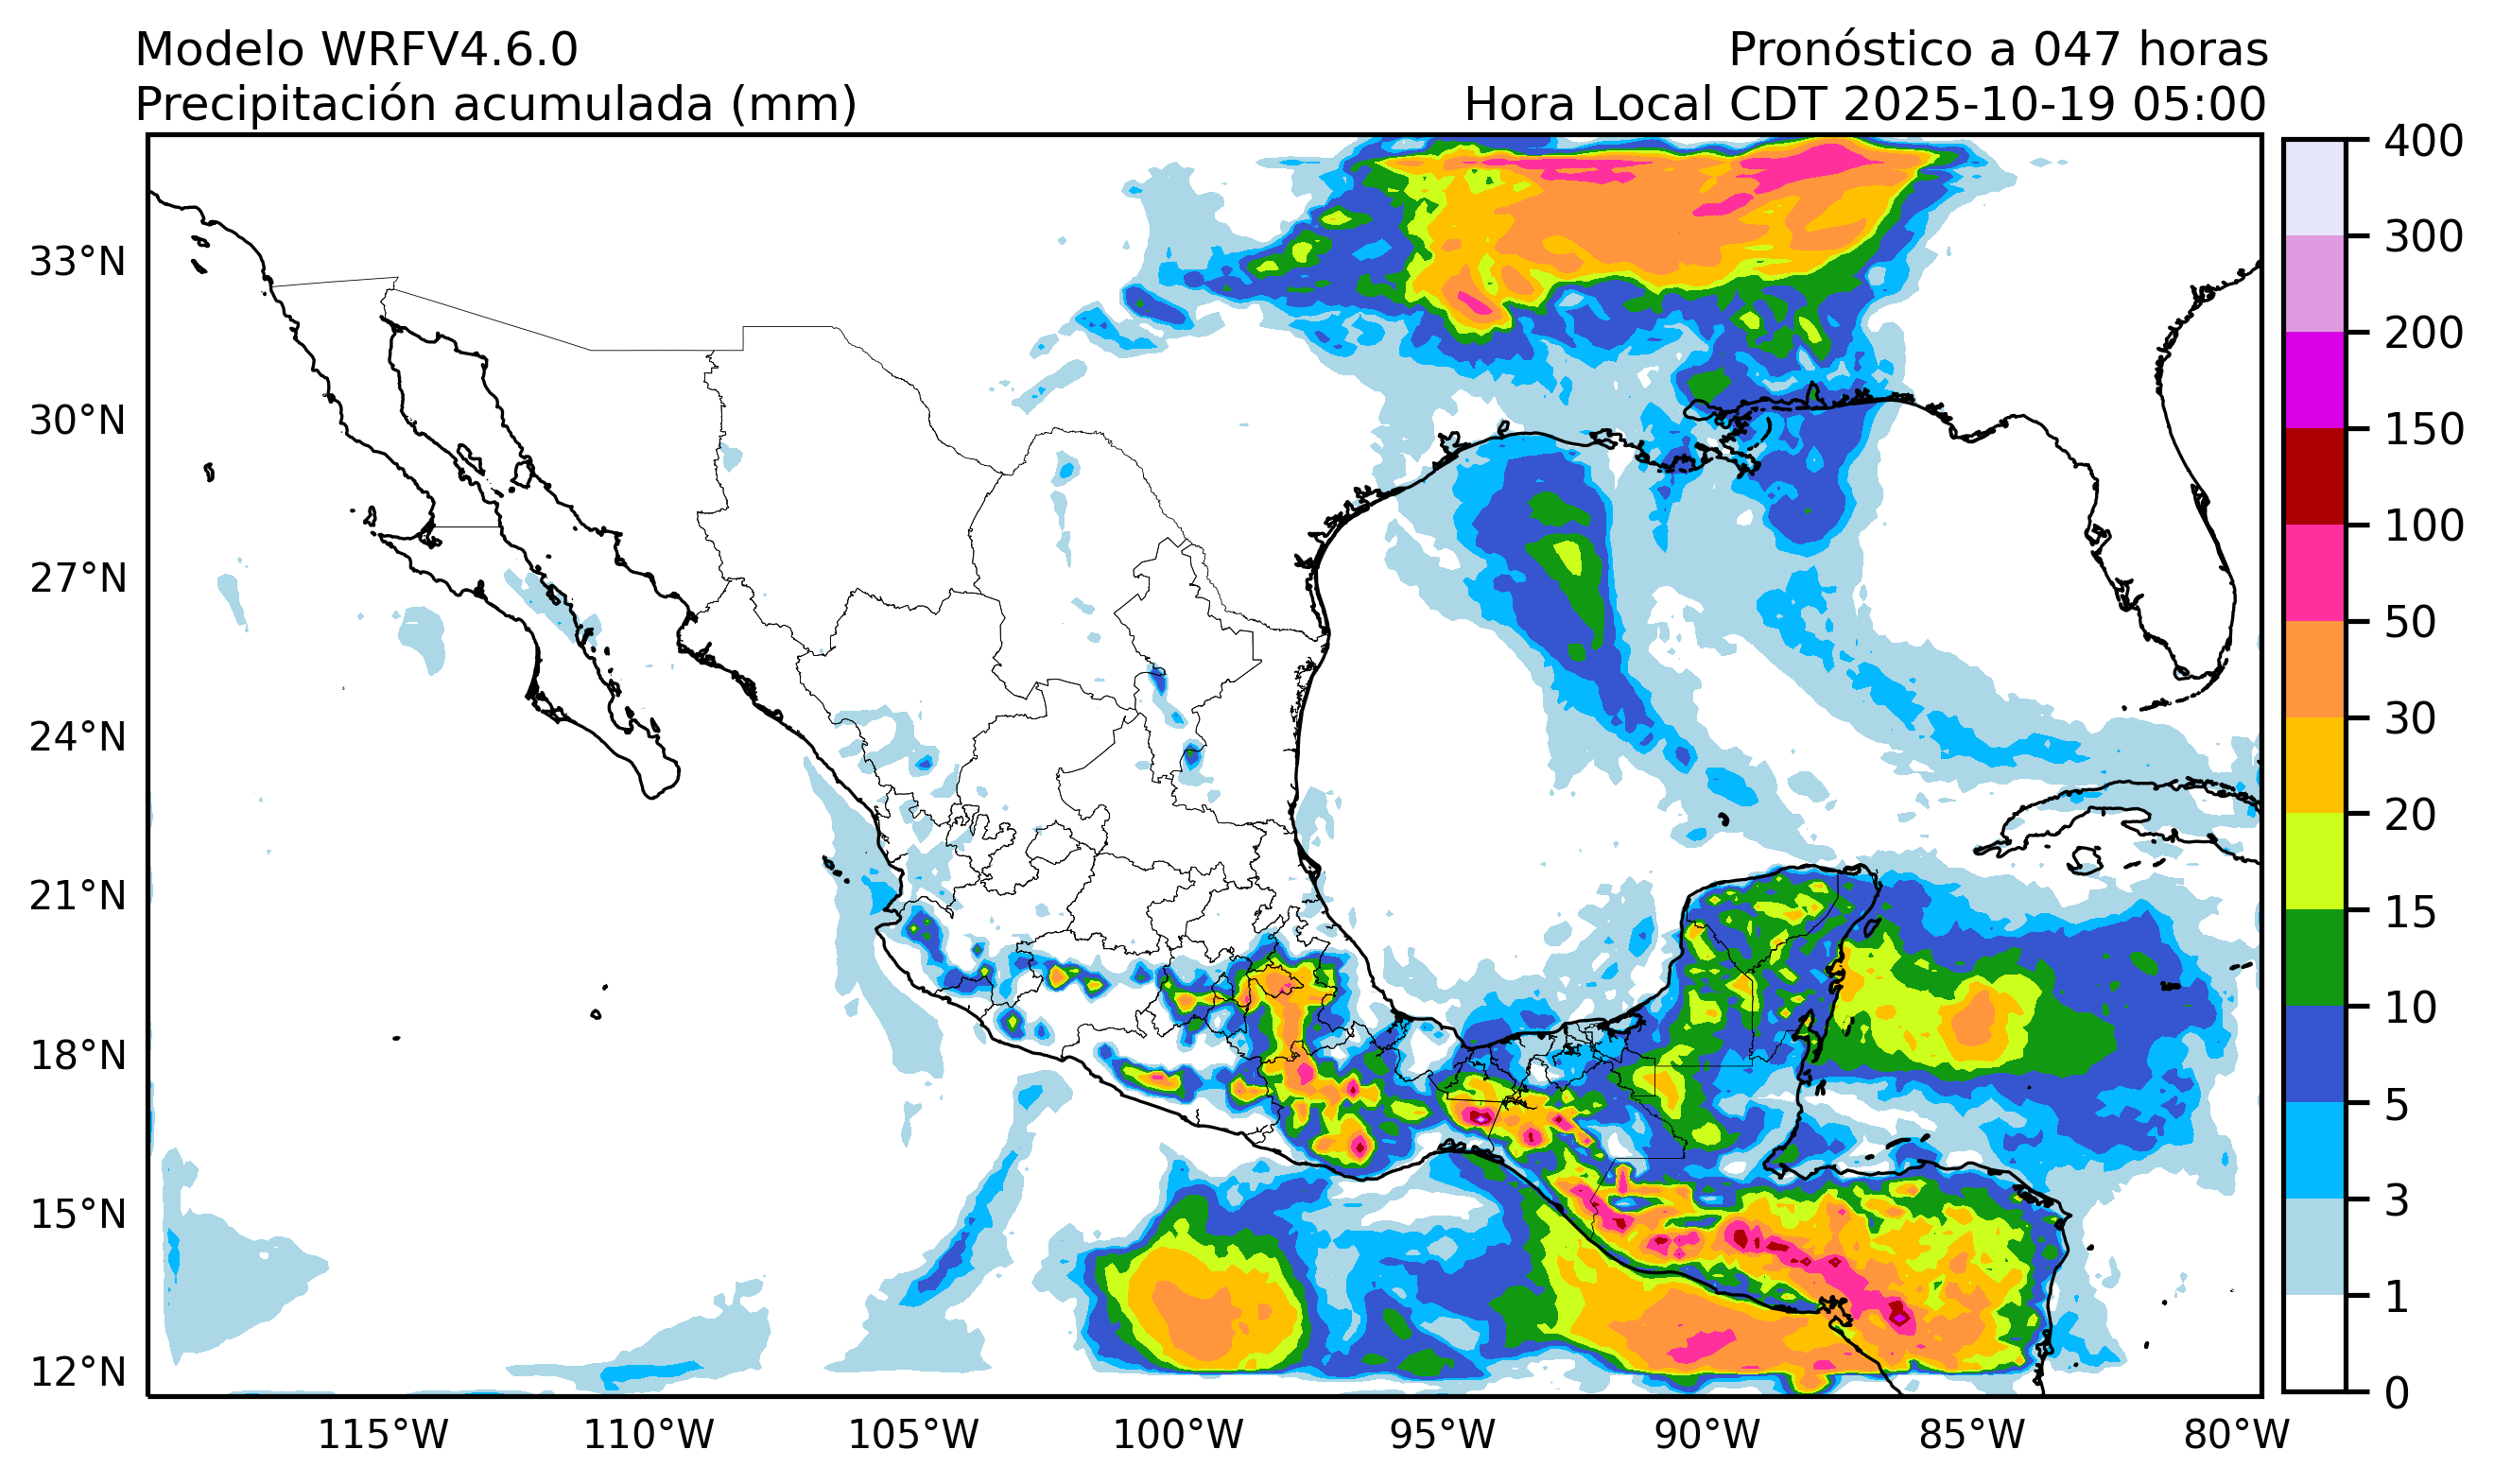 Modelo WRFV4.6.0
Pronóstico a 047 horas
Precipitación acumulada (mm)
Hora Local CDT 2025-10-19 05:00
33°N
30°N
27°N
24°N
21°N
18°N
15°N
12°N
115°W
110°W
105°W
100°W
95°W
90°W
85°W
80°W
400
300
200
150
100
50
30
20
15
10
5
3
1
0